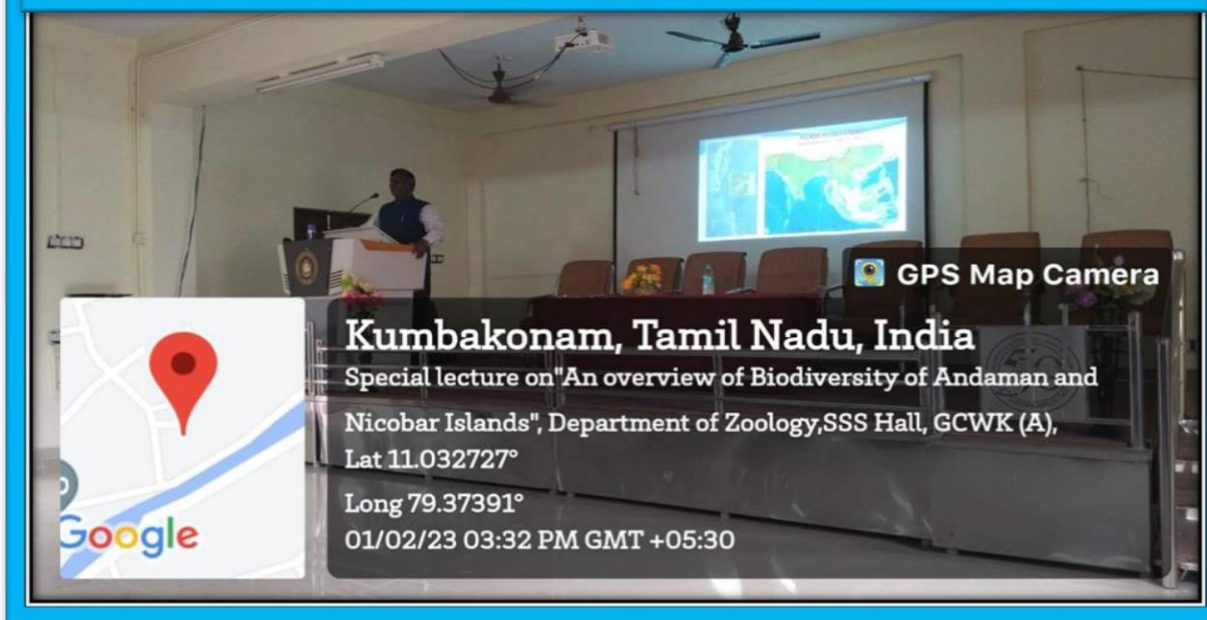 GPS Map Camera
Kumbakonam, Tamil Nadu, India
Special lecture on"An overview of Biodiversity of Andaman and
Nicobar Islands", Department of Zoology,SSS Hall, GCWK (A),
Lat 11.032727°
Long 79.37391°
01/02/23 03:32 PM GMT +05:30
Google